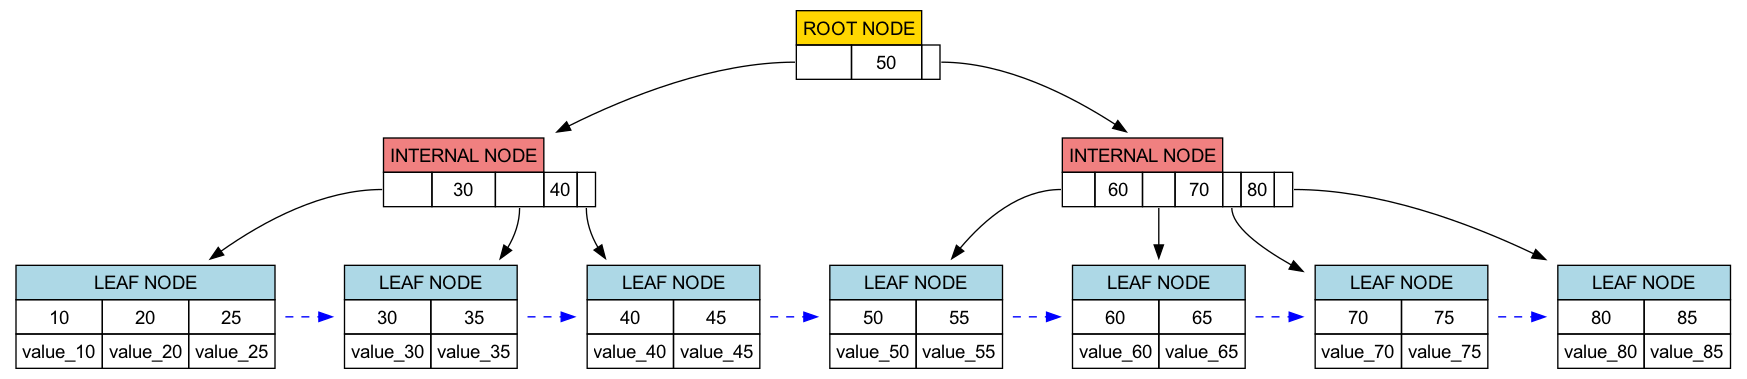 ROOT NODE
50
INTERNAL NODE
30 40
INTERNAL NODE
60 70 80
LEAF NODE
10 20 25
value_10 value_20 value_25
LEAF NODE
30 35
value_30 value_35
LEAF NODE
40 45
value_40 value_45
LEAF NODE
50 55
value_50 value_55
LEAF NODE
60 65
value_60 value_65
LEAF NODE
70 75
value_70 value_75
LEAF NODE
80 85
value_80 value_85